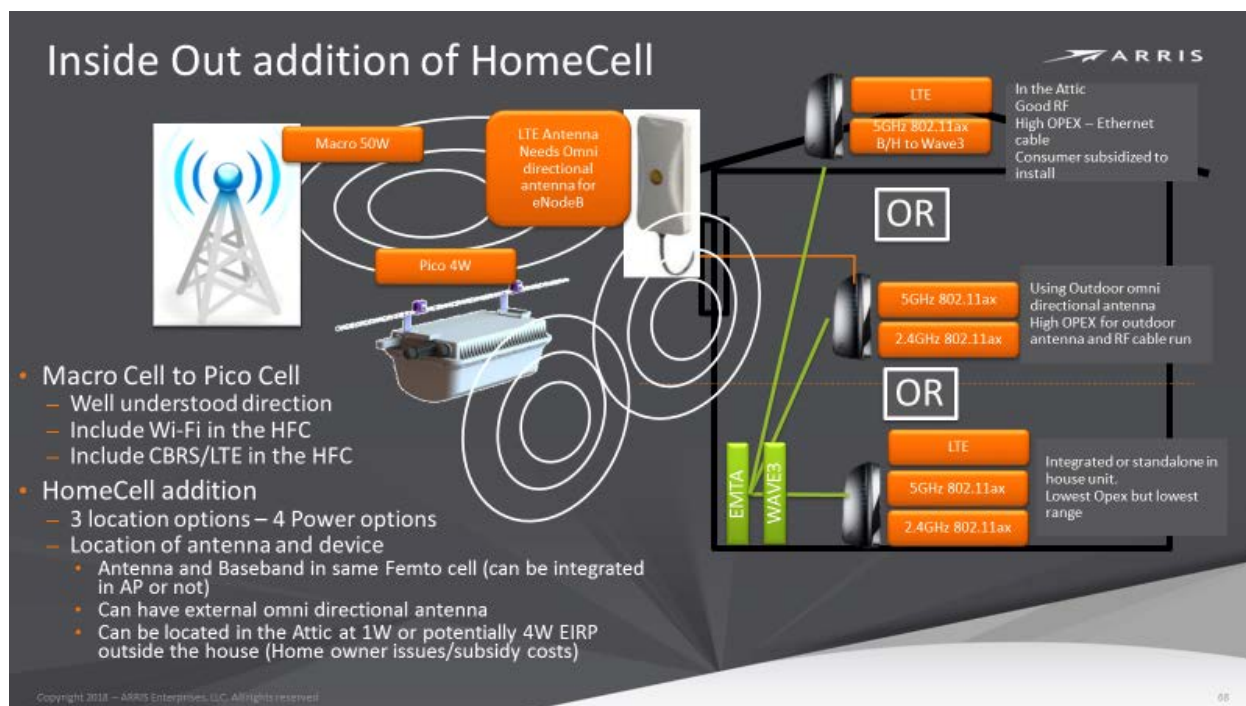 Inside Out addition of HomeCell
ARRIS
Macro 50W
LTE Antenna
Needs Omni
directional
antenna for
eNodeB
Pico 4W
LTE
5GHz 802.11ax
B/H to Wave3
In the Attic
Good RF
High OPEX – Ethernet
cable
Consumer subsidized to
install
OR
5GHz 802.11ax
2.4GHz 802.11ax
Using Outdoor omni
directional antenna
High OPEX for outdoor
antenna and RF cable run
OR
EMTA
WAVE3
LTE
5GHz 802.11ax
2.4GHz 802.11ax
Integrated or standalone in
house unit.
Lowest Opex but lowest
range
• Macro Cell to Pico Cell
– Well understood direction
– Include Wi-Fi in the HFC
– Include CBRS/LTE in the HFC
• HomeCell addition
– 3 location options – 4 Power options
– Location of antenna and device
• Antenna and Baseband in same Femto cell (can be integrated
in AP or not)
• Can have external omni directional antenna
• Can be located in the Attic at 1W or potentially 4W EIRP
outside the house (Home owner issues/subsidy costs)
Copyright 2018 – ARRIS Enterprises, LLC. All rights reserved
68